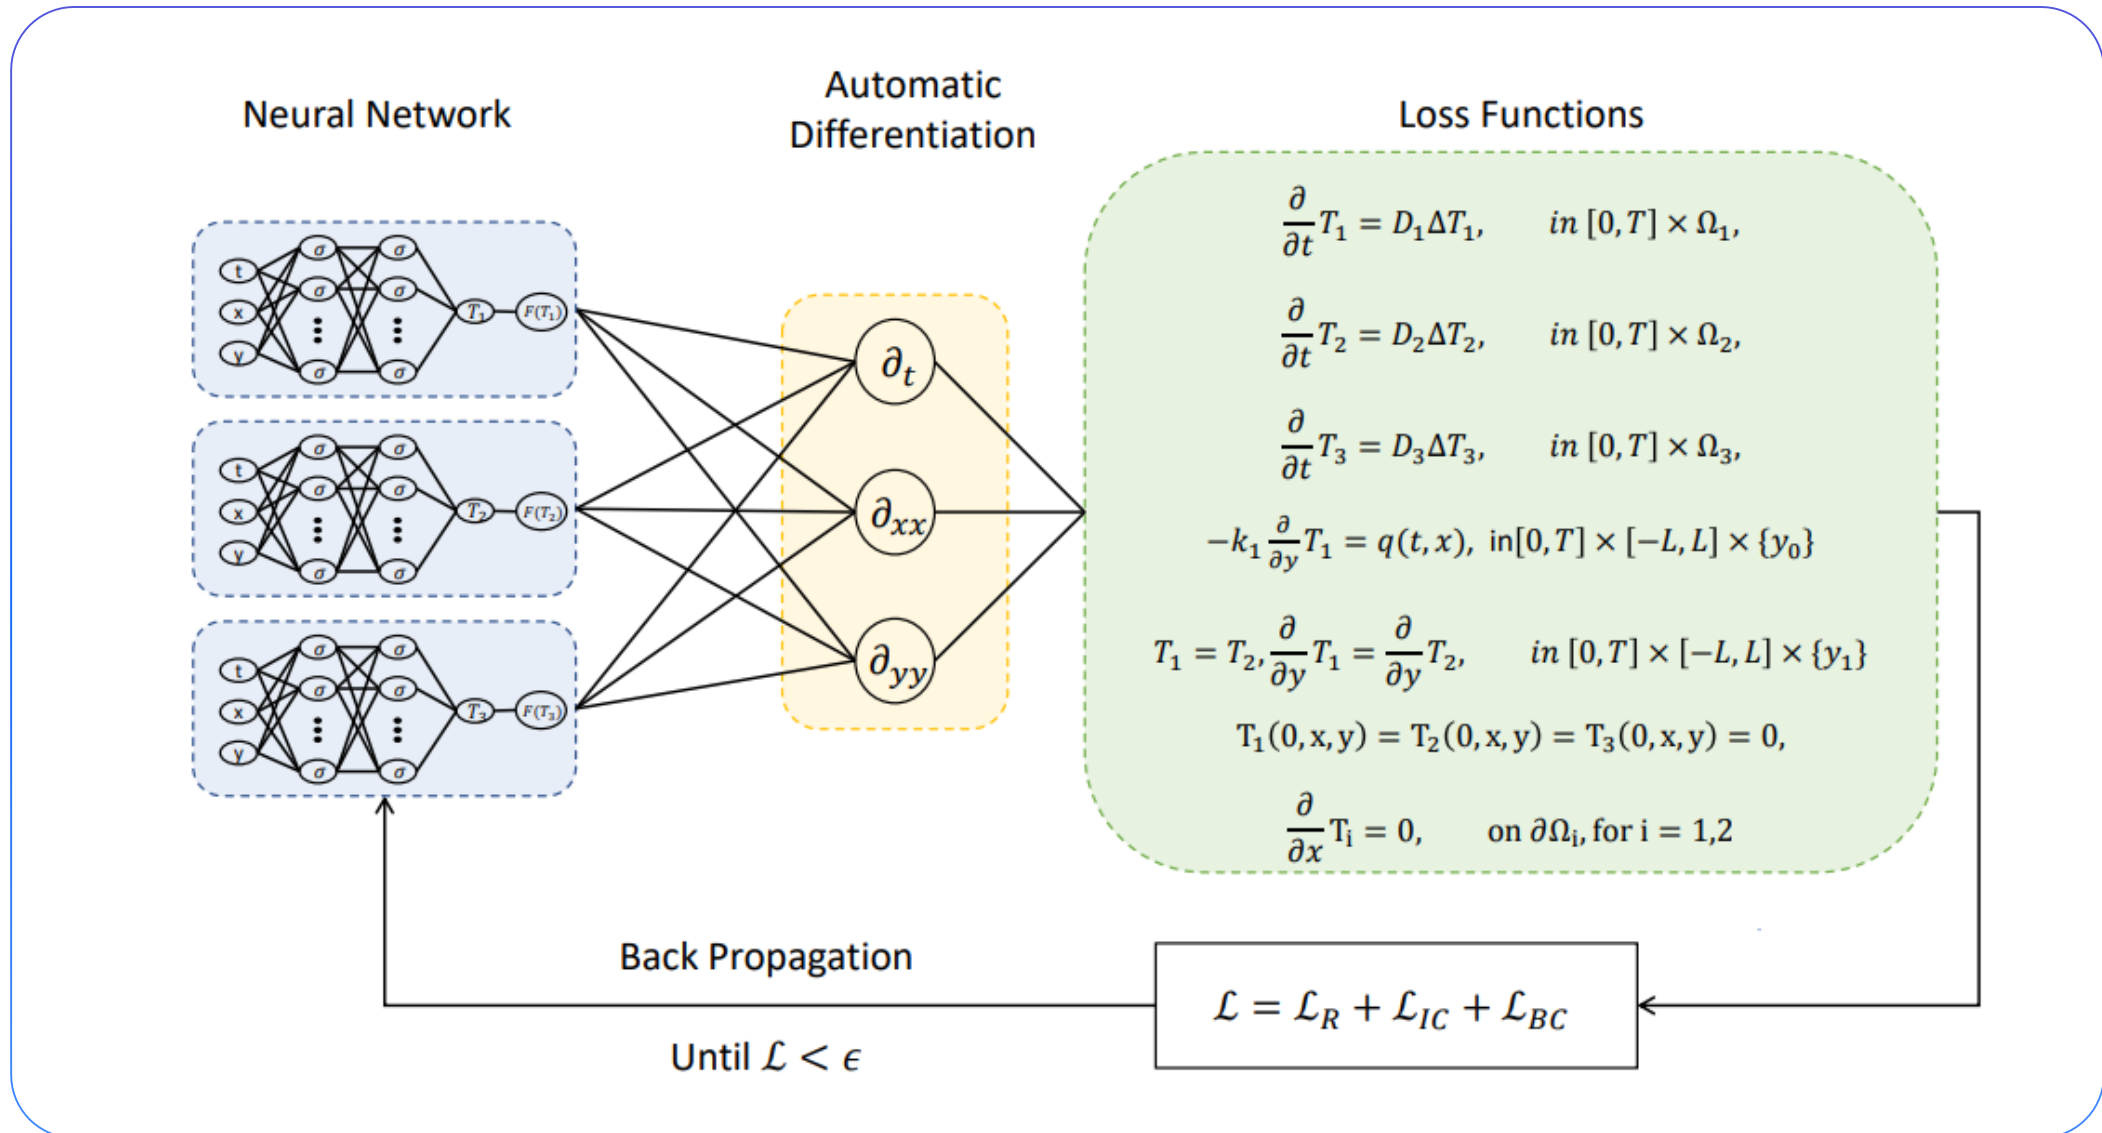 Neural Network
Automatic
Differentiation
Loss Functions
t
x
y
σ σ
σ σ
σ σ
T₁
F(T₁)
t
x
y
σ σ
σ σ
σ σ
T₂
F(T₂)
t
x
y
σ σ
σ σ
σ σ
T₃
F(T₃)
∂ₜ
∂ₓₓ
∂_yy
∂/∂t T₁ = D₁ΔT₁, in [0, T] × Ω₁,
∂/∂t T₂ = D₂ΔT₂, in [0, T] × Ω₂,
∂/∂t T₃ = D₃ΔT₃, in [0, T] × Ω₃,
−k₁ ∂/∂y T₁ = q(t, x), in[0, T] × [−L, L] × {y₀}
T₁ = T₂, ∂/∂y T₁ = ∂/∂y T₂, in [0, T] × [−L, L] × {y₁}
T₁(0, x, y) = T₂(0, x, y) = T₃(0, x, y) = 0,
∂/∂x Tᵢ = 0, on ∂Ωᵢ, for i = 1,2
Back Propagation
Until ℒ < ϵ
ℒ = ℒ_R + ℒ_IC + ℒ_BC